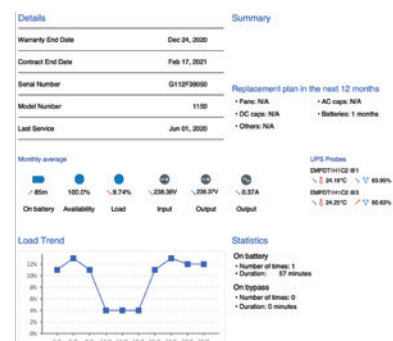 Details
Summary
Warranty End Date Dec 24, 2020
Contract End Date Feb 17, 2021
Serial Number G112F38050
Model Number 1150
Last Service Jun 01, 2020
Replacement plan in the next 12 months
• Fans: N/A • AC caps: N/A
• DC caps: N/A • Batteries: 1 months
• Others: N/A
Monthly average
85m 100.0% 9.74% 238.38V 238.37V 0.37A
On battery Availability Load Input Output Output
UPS Probes
EMPDT1H1C2 @1
24.19°C 63.95%
EMPDT1H1C2 @3
24.25°C 60.63%
Load Trend
12%
10%
8%
6%
4%
2%
0%
Statistics
On battery
• Number of times: 1
• Duration: 57 minutes
On bypass
• Number of times: 0
• Duration: 0 minutes